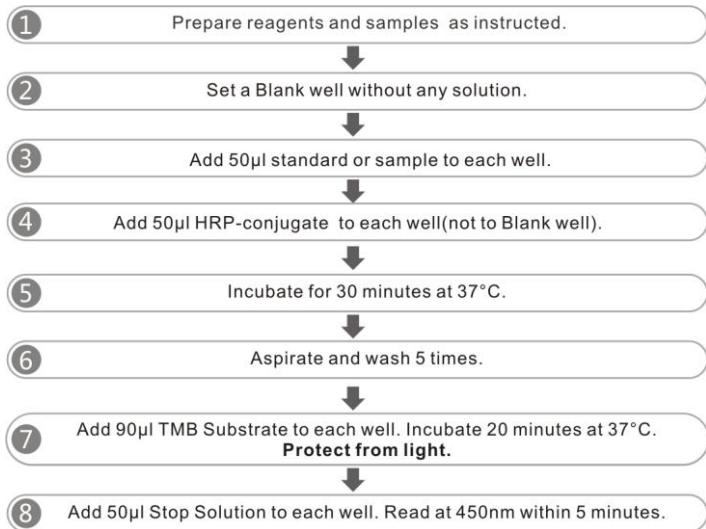 1 Prepare reagents and samples as instructed.
2 Set a Blank well without any solution.
3 Add 50μl standard or sample to each well.
4 Add 50μl HRP-conjugate to each well(not to Blank well).
5 Incubate for 30 minutes at 37°C.
6 Aspirate and wash 5 times.
7 Add 90μl TMB Substrate to each well. Incubate 20 minutes at 37°C.
Protect from light.
8 Add 50μl Stop Solution to each well. Read at 450nm within 5 minutes.